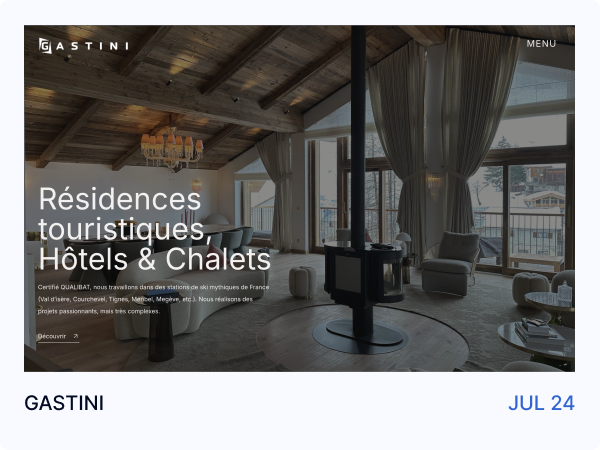 GASTINI
MENU
Résidences
touristiques,
Hôtels & Chalets
Certifié QUALIBAT, nous travaillons dans des stations de ski mythiques de France
(Val d'Isère, Courchevel, Tignes, Méribel, Megève, etc.). Nous réalisons des
projets passionnants, mais très complexes.
Découvrir
GASTINI
JUL 24